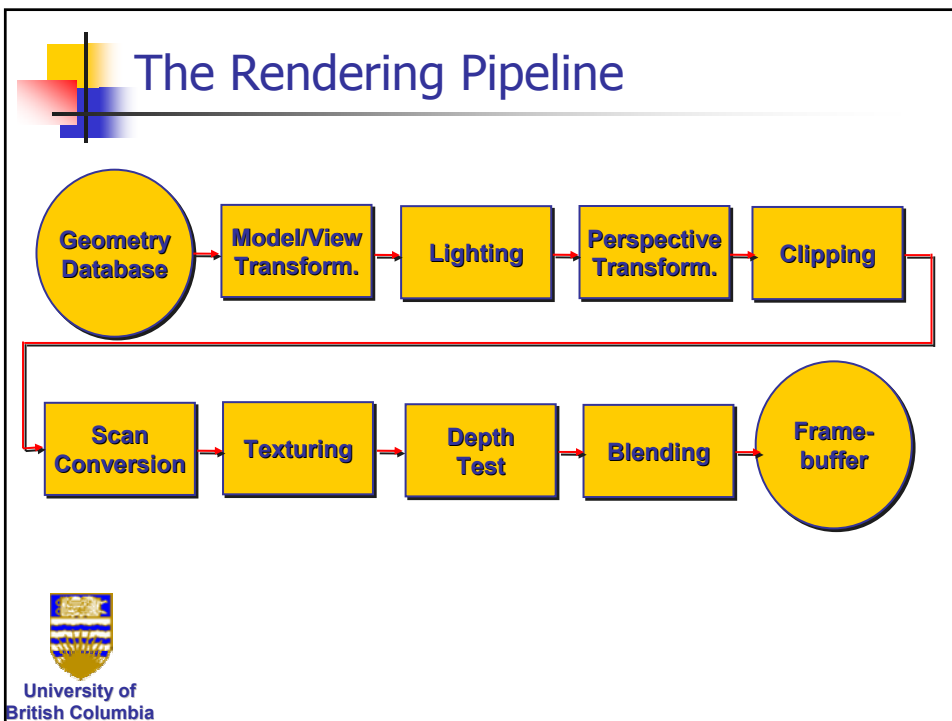 The Rendering Pipeline
Geometry
Database
Model/View
Transform.
Lighting
Perspective
Transform.
Clipping
Scan
Conversion
Texturing
Depth
Test
Blending
Frame-
buffer
University of
British Columbia